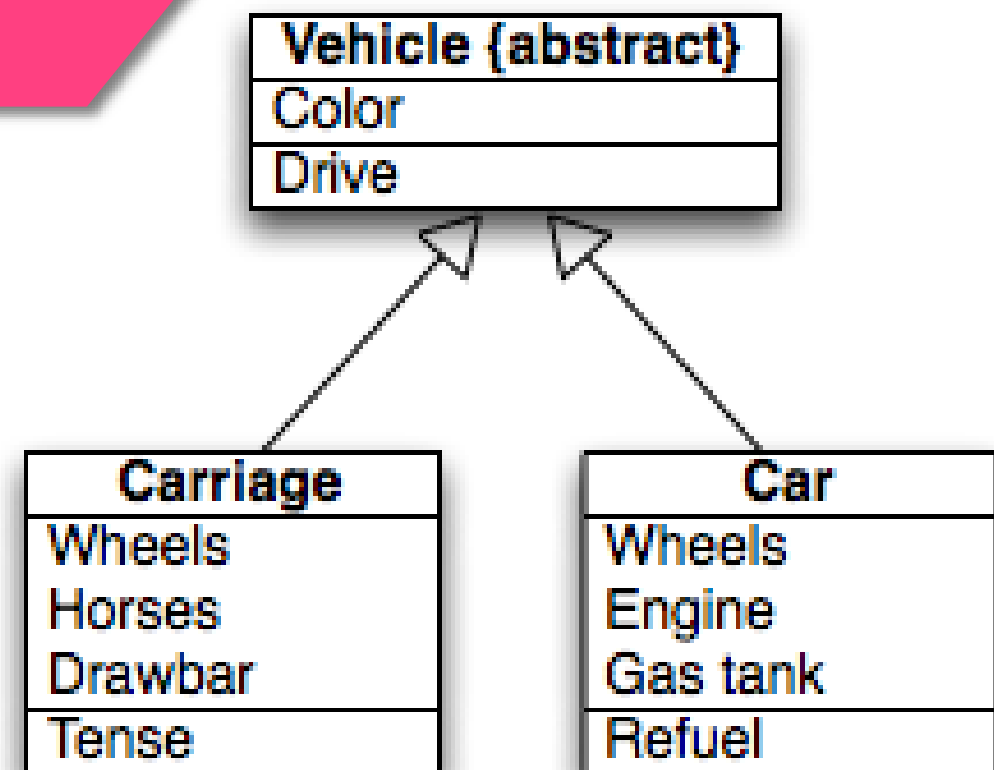 Vehicle {abstract}
Color
Drive
Carriage
Wheels
Horses
Drawbar
Tense
Car
Wheels
Engine
Gas tank
Refuel